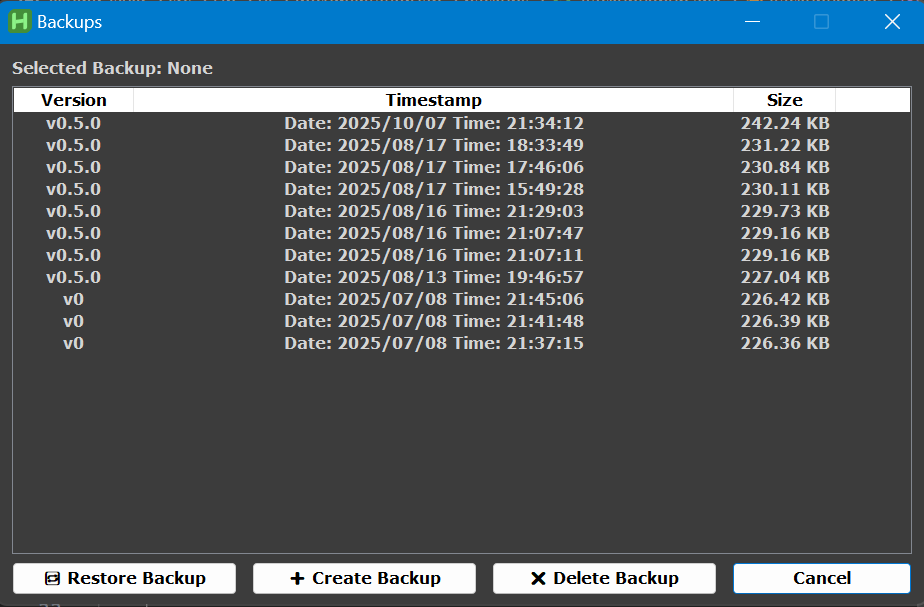 H Backups
Selected Backup: None
Version Timestamp Size
v0.5.0 Date: 2025/10/07 Time: 21:34:12 242.24 KB
v0.5.0 Date: 2025/08/17 Time: 18:33:49 231.22 KB
v0.5.0 Date: 2025/08/17 Time: 17:46:06 230.84 KB
v0.5.0 Date: 2025/08/17 Time: 15:49:28 230.11 KB
v0.5.0 Date: 2025/08/16 Time: 21:29:03 229.73 KB
v0.5.0 Date: 2025/08/16 Time: 21:07:47 229.16 KB
v0.5.0 Date: 2025/08/16 Time: 21:07:11 229.16 KB
v0.5.0 Date: 2025/08/13 Time: 19:46:57 227.04 KB
v0 Date: 2025/07/08 Time: 21:45:06 226.42 KB
v0 Date: 2025/07/08 Time: 21:41:48 226.39 KB
v0 Date: 2025/07/08 Time: 21:37:15 226.36 KB
Restore Backup Create Backup Delete Backup Cancel